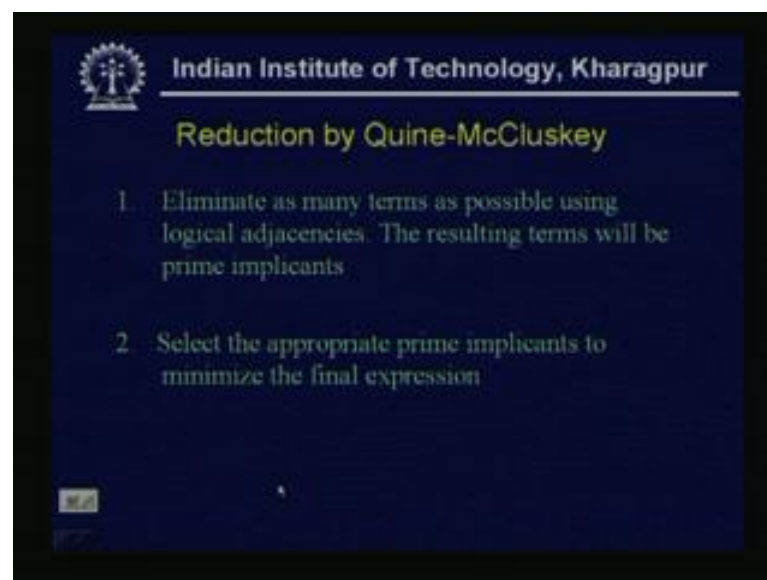 Indian Institute of Technology, Kharagpur
Reduction by Quine-McCluskey
1. Eliminate as many terms as possible using
logical adjacencies. The resulting terms will be
prime implicants
2. Select the appropriate prime implicants to
minimize the final expression